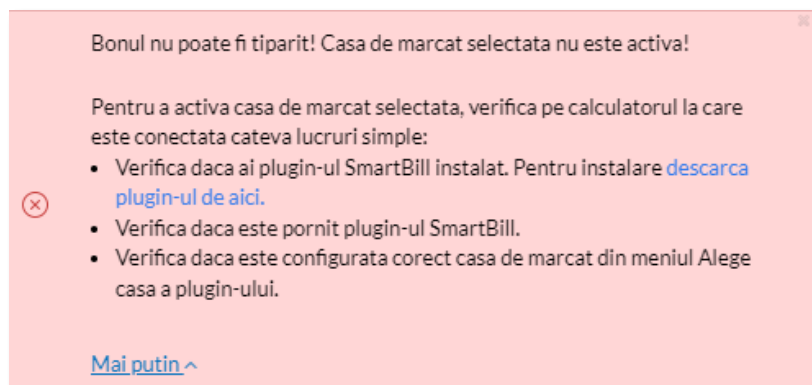 Bonul nu poate fi tiparit! Casa de marcat selectata nu este activa!
Pentru a activa casa de marcat selectata, verifica pe calculatorul la care
este conectata cateva lucruri simple:
• Verifica daca ai plugin-ul SmartBill instalat. Pentru instalare descarca
plugin-ul de aici.
• Verifica daca este pornit plugin-ul SmartBill.
• Verifica daca este configurata corect casa de marcat din meniul Alege
casa a plugin-ului.
Mai putin